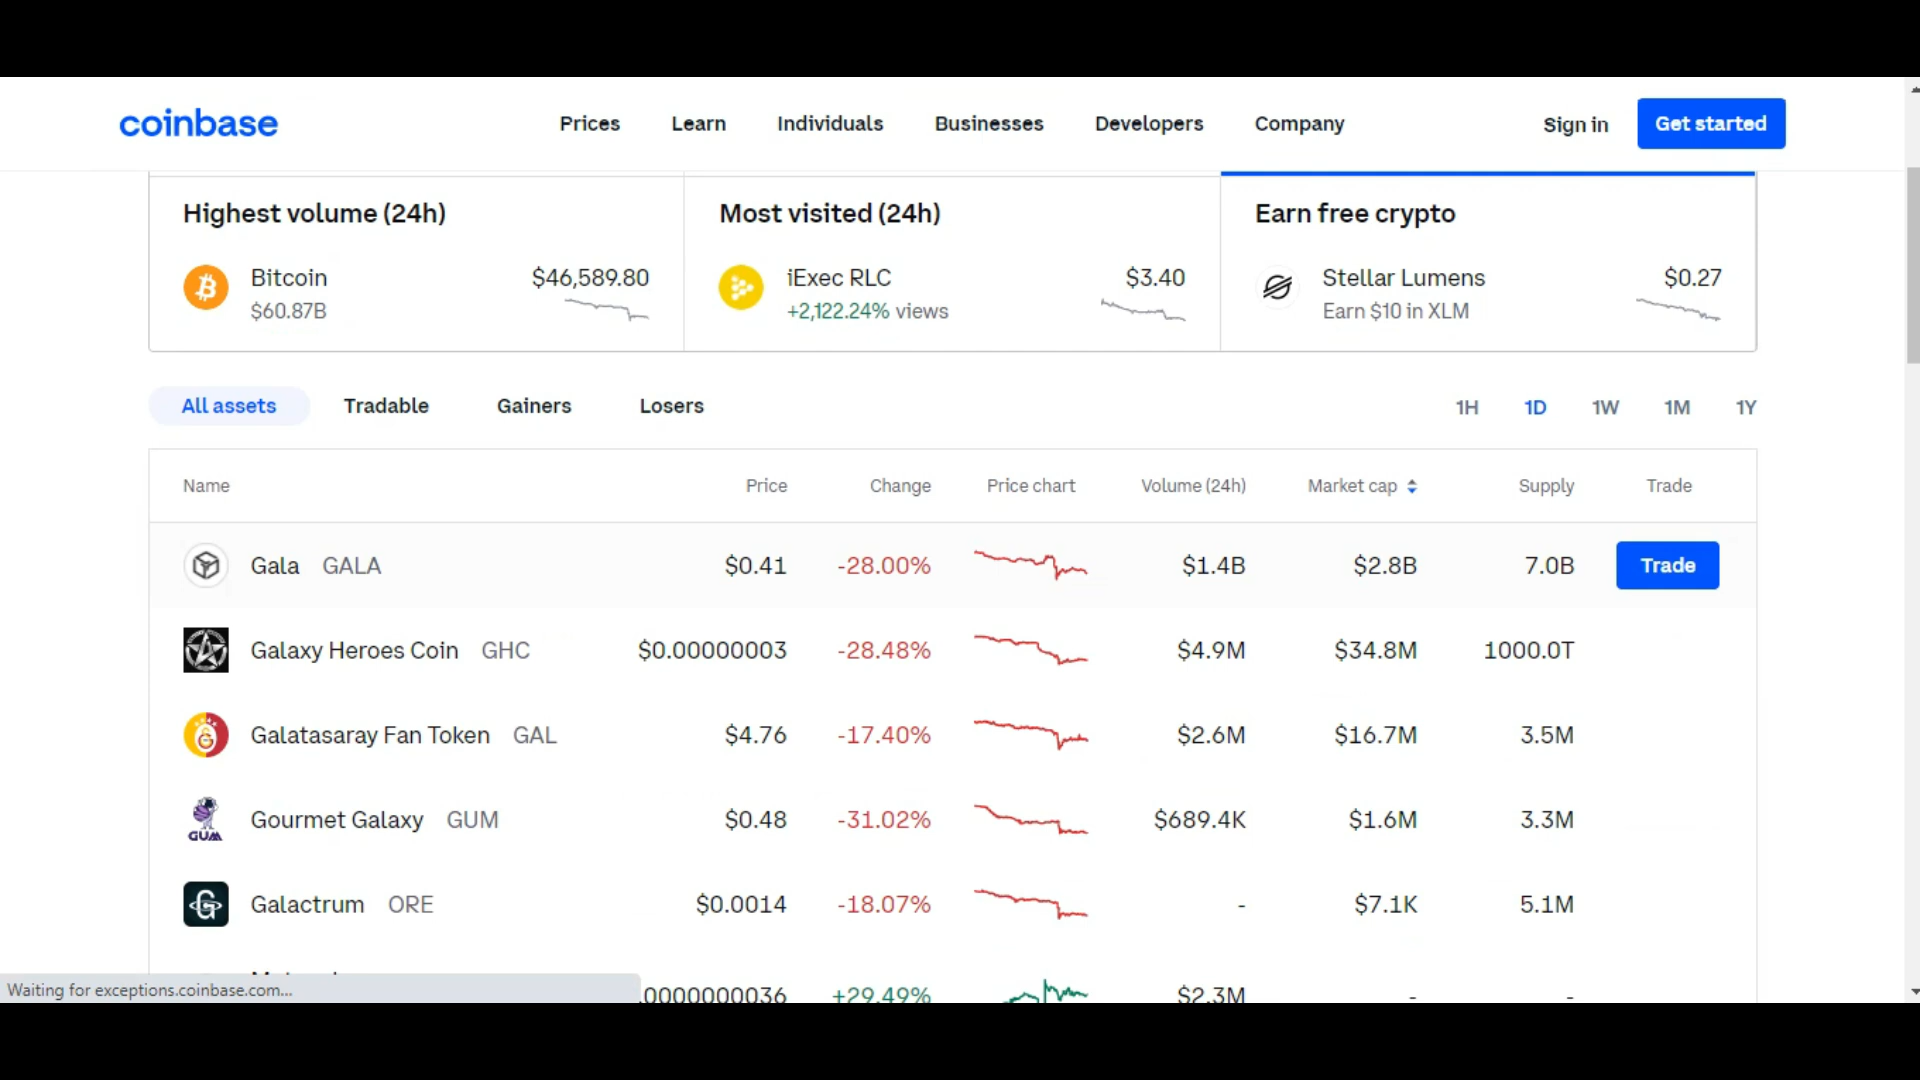 coinbase Prices Learn Individuals Businesses Developers Company Sign in Get started
Highest volume (24h) Most visited (24h) Earn free crypto
Bitcoin $46,589.80 iExec RLC $3.40 Stellar Lumens $0.27
$60.87B +2,122.24% views Earn $10 in XLM
All assets Tradable Gainers Losers 1H 1D 1W 1M 1Y
Name Price Change Price chart Volume (24h) Market cap Supply Trade
Gala GALA $0.41 -28.00% $1.4B $2.8B 7.0B Trade
Galaxy Heroes Coin GHC $0.00000003 -28.48% $4.9M $34.8M 1000.0T
Galatasaray Fan Token GAL $4.76 -17.40% $2.6M $16.7M 3.5M
GUM Gourmet Galaxy GUM $0.48 -31.02% $689.4K $1.6M 3.3M
Galactrum ORE $0.0014 -18.07% - $7.1K 5.1M
.0000000036 +29.49% $2.3M - -
Waiting for exceptions.coinbase.com...